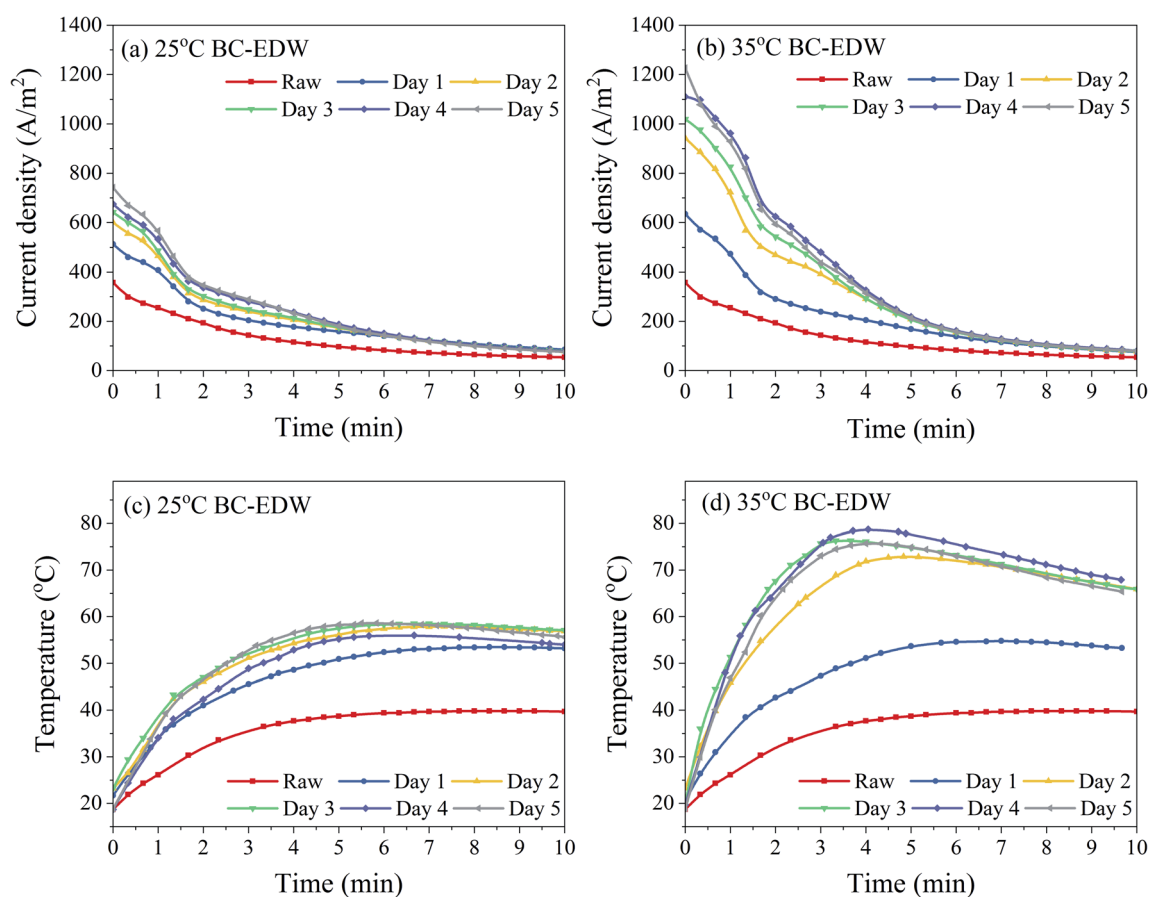 (a) 25°C BC-EDW
Raw Day 1 Day 2
Day 3 Day 4 Day 5
Current density (A/m²)
1400
1200
1000
800
600
400
200
0
0 1 2 3 4 5 6 7 8 9 10
Time (min)
(b) 35°C BC-EDW
Raw Day 1 Day 2
Day 3 Day 4 Day 5
Current density (A/m²)
1400
1200
1000
800
600
400
200
0
0 1 2 3 4 5 6 7 8 9 10
Time (min)
(c) 25°C BC-EDW
Temperature (°C)
80
70
60
50
40
30
20
Raw Day 1 Day 2
Day 3 Day 4 Day 5
0 1 2 3 4 5 6 7 8 9 10
Time (min)
(d) 35°C BC-EDW
Temperature (°C)
80
70
60
50
40
30
20
Raw Day 1 Day 2
Day 3 Day 4 Day 5
0 1 2 3 4 5 6 7 8 9 10
Time (min)